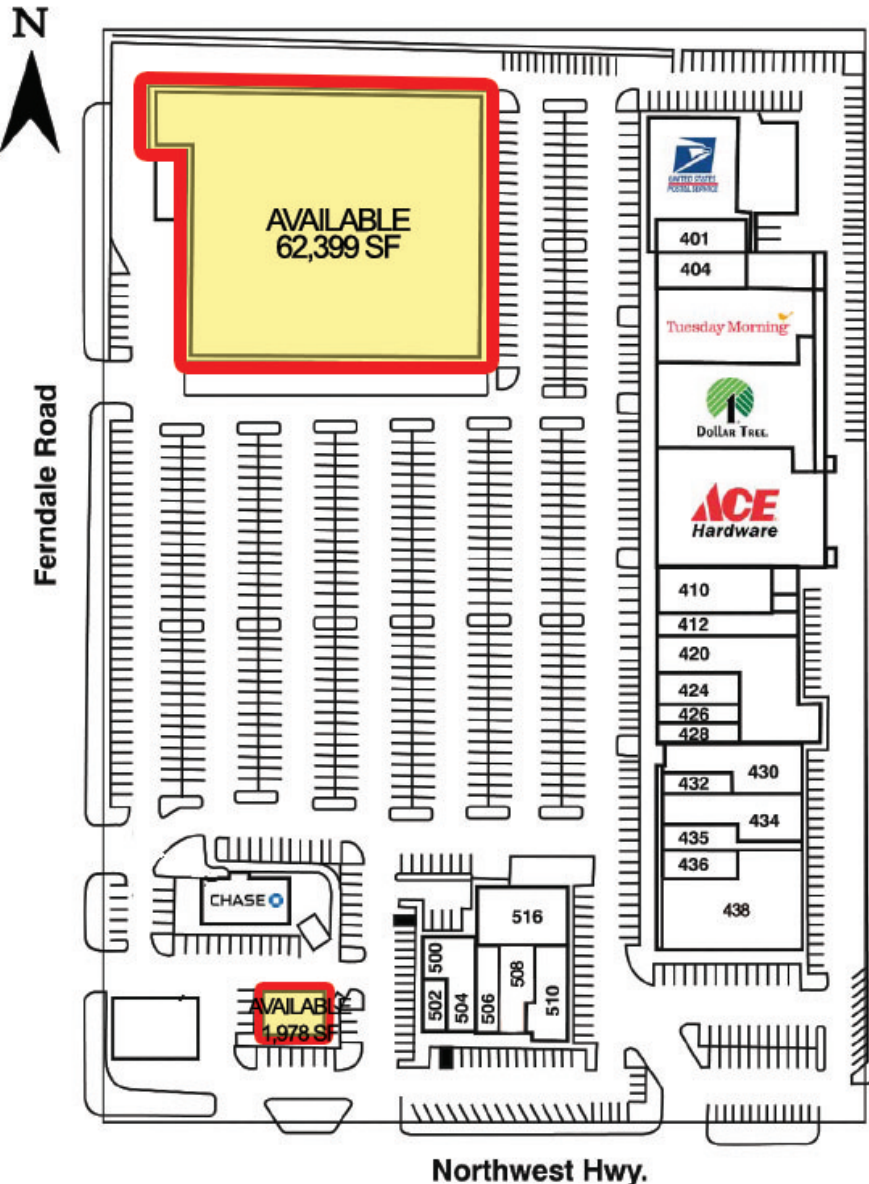 N
AVAILABLE
62,399 SF
UNITED STATES
POSTAL SERVICE
401
404
Tuesday Morning
DOLLAR TREE
ACE
Hardware
Ferndale Road
410
412
420
424
426
428
430
432
434
435
436
438
CHASE
516
500
508
502
504
506
510
AVAILABLE
1,978 SF
Northwest Hwy.